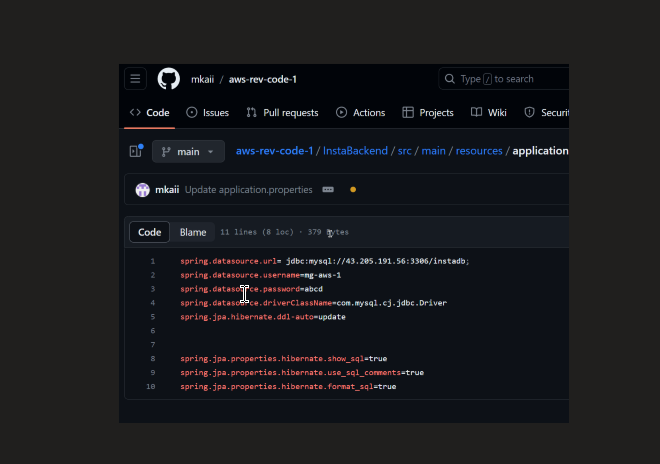 mkaii / aws-rev-code-1
Type / to search
Code Issues Pull requests Actions Projects Wiki Securit
main aws-rev-code-1 / InstaBackend / src / main / resources / application
mkaii Update application.properties
Code Blame 11 lines (8 loc) · 379 Bytes
1 spring.datasource.url= jdbc:mysql://43.205.191.56:3306/instadb;
2 spring.datasource.username=mg-aws-1
3 spring.datasource.password=abcd
4 spring.datasource.driverClassName=com.mysql.cj.jdbc.Driver
5 spring.jpa.hibernate.ddl-auto=update
6
7
8 spring.jpa.properties.hibernate.show_sql=true
9 spring.jpa.properties.hibernate.use_sql_comments=true
10 spring.jpa.properties.hibernate.format_sql=true